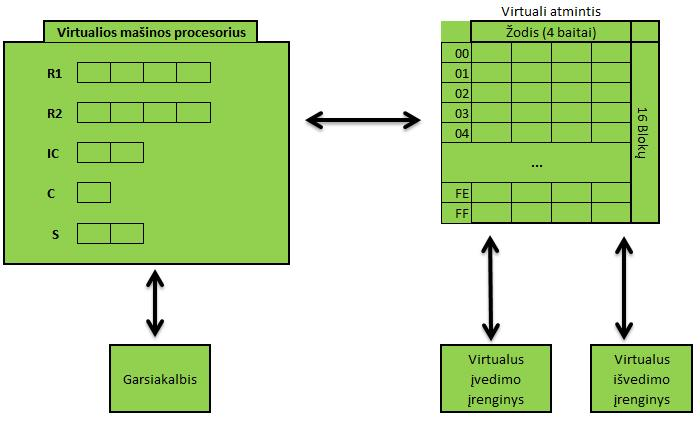 Virtualios mašinos procesorius
R1
R2
IC
C
S
Garsiakalbis
Virtuali atmintis
Žodis (4 baitai)
00
01
02
03
04
...
FE
FF
16 Blokų
Virtualus
įvedimo
įrenginys
Virtualus
išvedimo
įrenginys